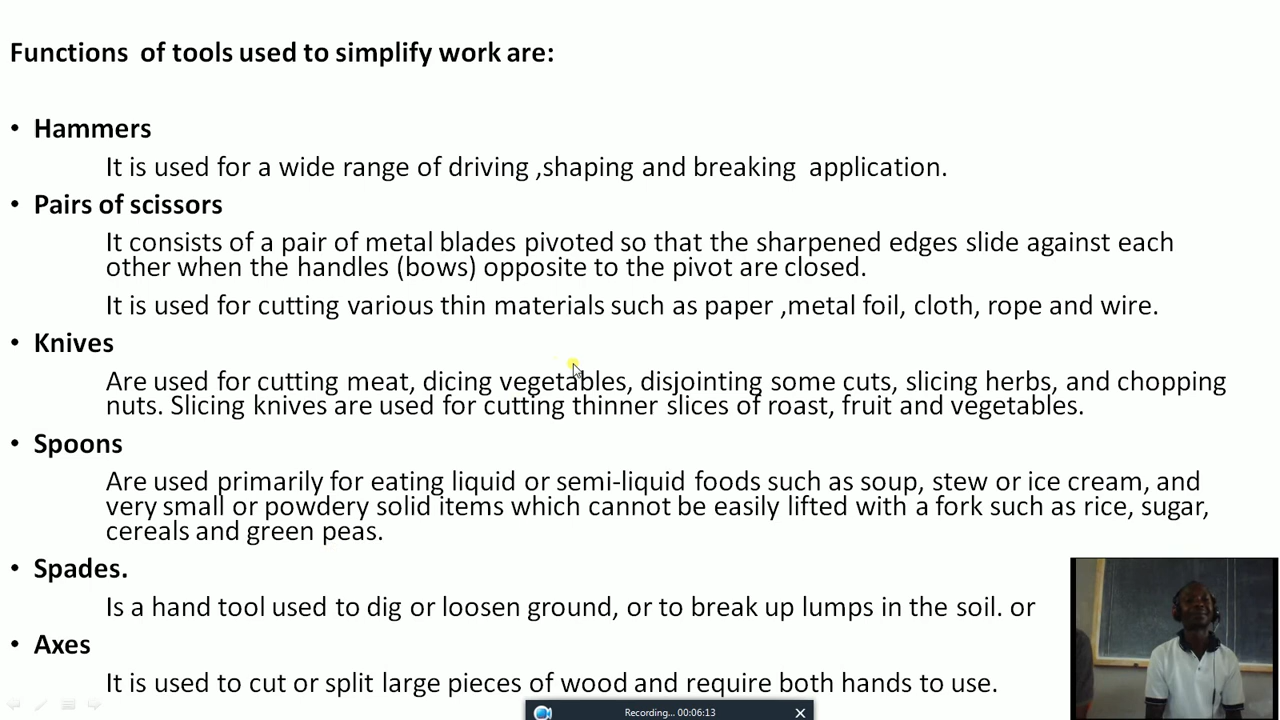 Functions  of tools used to simplify work are:
• Hammers
It is used for a wide range of driving ,shaping and breaking  application.
• Pairs of scissors
It consists of a pair of metal blades pivoted so that the sharpened edges slide against each
other when the handles (bows) opposite to the pivot are closed.
It is used for cutting various thin materials such as paper ,metal foil, cloth, rope and wire.
• Knives
Are used for cutting meat, dicing vegetables, disjointing some cuts, slicing herbs, and chopping
nuts. Slicing knives are used for cutting thinner slices of roast, fruit and vegetables.
• Spoons
Are used primarily for eating liquid or semi-liquid foods such as soup, stew or ice cream, and
very small or powdery solid items which cannot be easily lifted with a fork such as rice, sugar,
cereals and green peas.
• Spades.
Is a hand tool used to dig or loosen ground, or to break up lumps in the soil. or
• Axes
It is used to cut or split large pieces of wood and require both hands to use.
Recording... 00:06:13